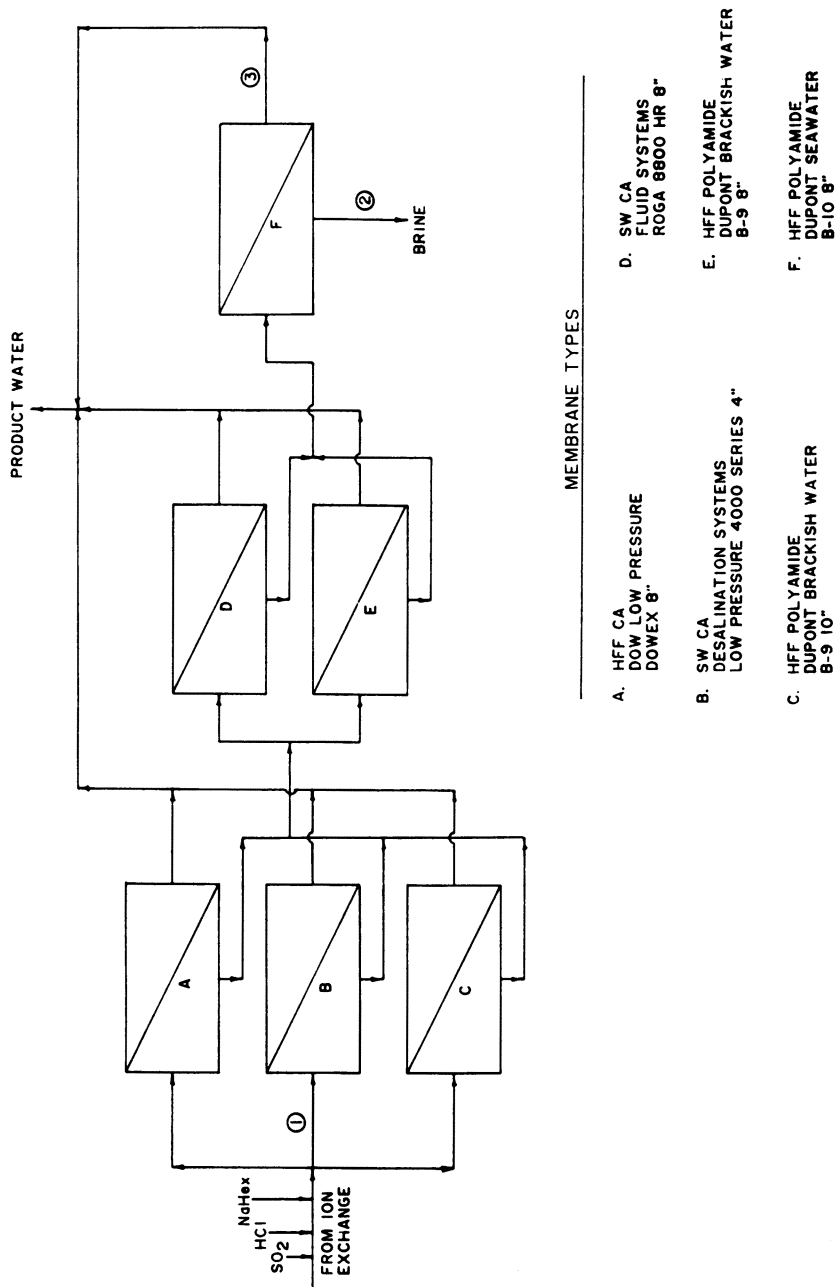 PRODUCT WATER
③
F
②
BRINE
D
E
A
B
C
①
NaHex
HCl
SO2
FROM ION
EXCHANGE
MEMBRANE TYPES
A. HFF CA
DOW LOW PRESSURE
DOWEX 8"
B. SW CA
DESALINATION SYSTEMS
LOW PRESSURE 4000 SERIES 4"
C. HFF POLYAMIDE
DUPONT BRACKISH WATER
B-9 10"
D. SW CA
FLUID SYSTEMS
ROGA 8800 HR 8"
E. HFF POLYAMIDE
DUPONT BRACKISH WATER
B-9 8"
F. HFF POLYAMIDE
DUPONT SEAWATER
B-10 8"